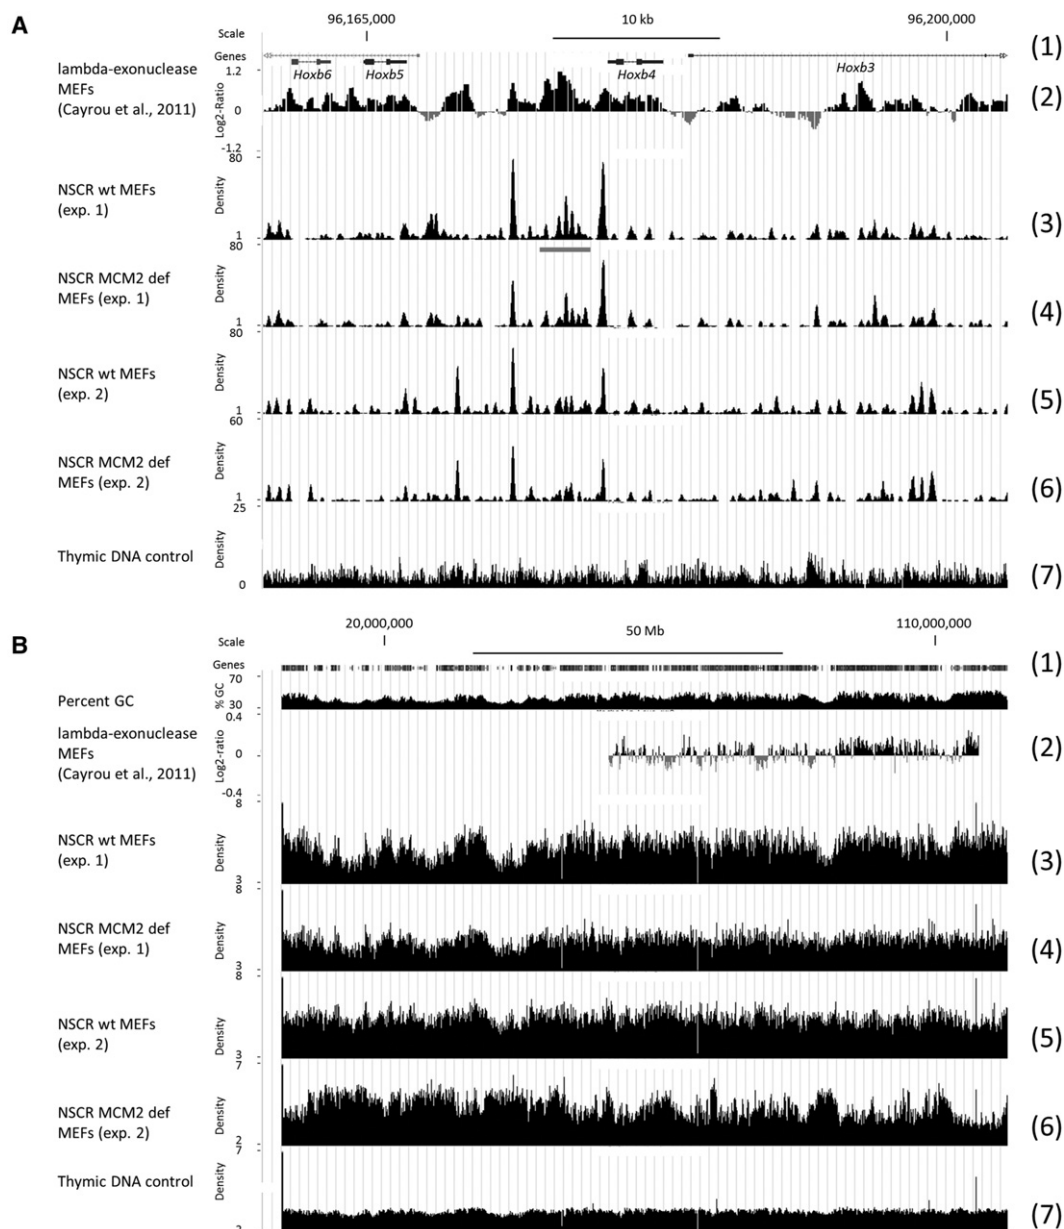 A
96,165,000 10 kb 96,200,000
Scale
Genes
Hoxb6 Hoxb5 Hoxb4 Hoxb3
(1)
lambda-exonuclease
MEFs
(Cayrou et al., 2011)
Log2-Ratio
1.2
0
-1.2
(2)
NSCR wt MEFs
(exp. 1)
Density
80
1
(3)
NSCR MCM2 def
MEFs (exp. 1)
Density
80
1
(4)
NSCR wt MEFs
(exp. 2)
Density
80
1
(5)
NSCR MCM2 def
MEFs (exp. 2)
Density
60
1
(6)
Thymic DNA control
Density
25
0
(7)
B
20,000,000 50 Mb 110,000,000
Scale
Genes
(1)
Percent GC
% GC
70
30
lambda-exonuclease
MEFs
(Cayrou et al., 2011)
Log2-ratio
0.4
0
-0.4
(2)
NSCR wt MEFs
(exp. 1)
Density
8
3
(3)
NSCR MCM2 def
MEFs (exp. 1)
Density
8
3
(4)
NSCR wt MEFs
(exp. 2)
Density
8
3
(5)
NSCR MCM2 def
MEFs (exp. 2)
Density
7
2
(6)
Thymic DNA control
Density
7
(7)